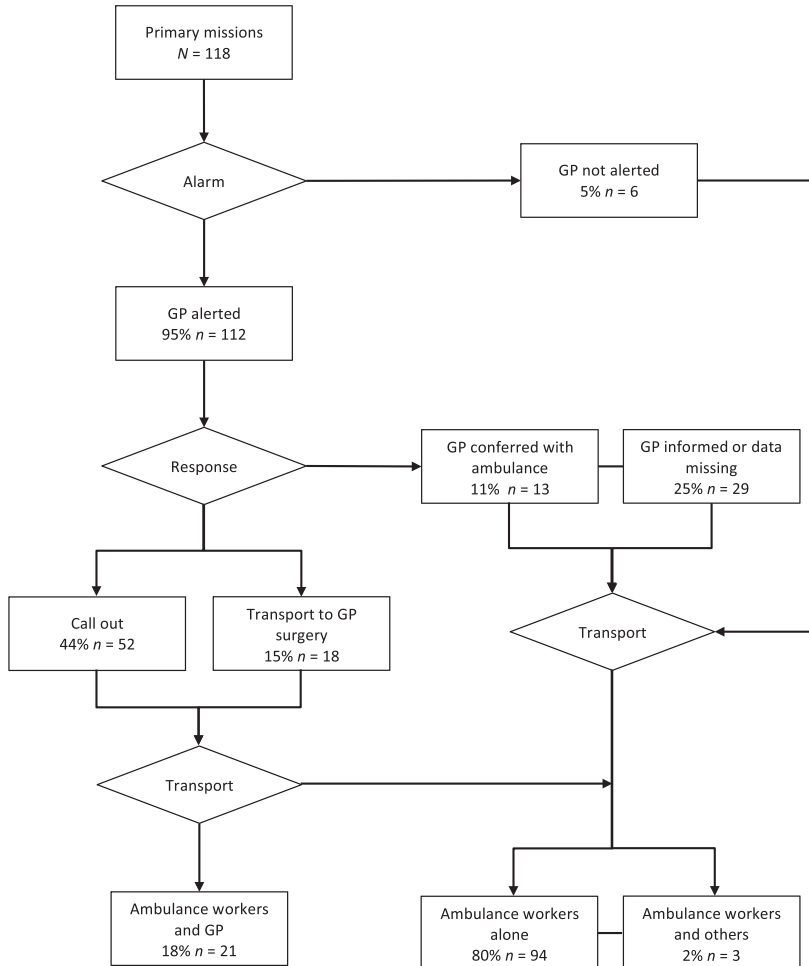 Primary missions
N = 118
Alarm
GP not alerted
5% n = 6
GP alerted
95% n = 112
Response
GP conferred with
ambulance
11% n = 13
GP informed or data
missing
25% n = 29
Call out
44% n = 52
Transport to GP
surgery
15% n = 18
Transport
Transport
Ambulance workers
and GP
18% n = 21
Ambulance workers
alone
80% n = 94
Ambulance workers
and others
2% n = 3